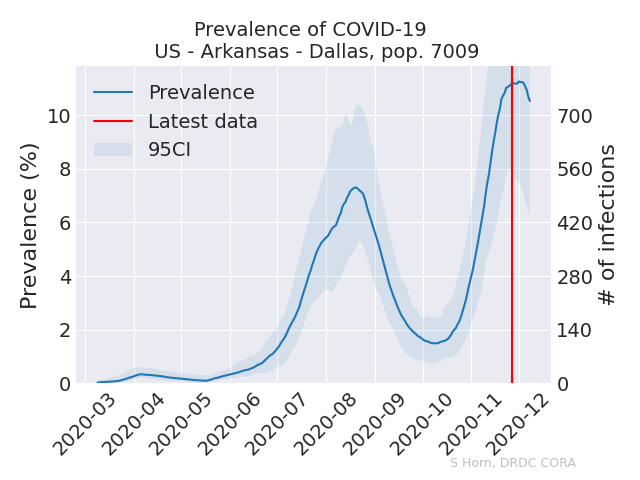 Prevalence of COVID-19
US - Arkansas - Dallas, pop. 7009
Prevalence
Latest data
95CI
Prevalence (%)
10
8
6
4
2
0
# of infections
700
560
420
280
140
0
2020-03
2020-04
2020-05
2020-06
2020-07
2020-08
2020-09
2020-10
2020-11
2020-12
S Horn, DRDC CORA